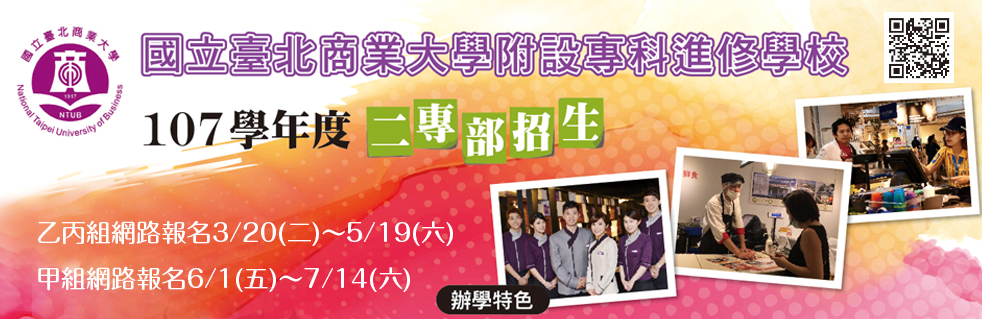 國立臺北商業大學
1917
NTUB
National Taipei University of Business
國立臺北商業大學附設專科進修學校
107學年度 二專部招生
鮮食
乙丙組網路報名3/20(二)～5/19(六)
甲組網路報名6/1(五)～7/14(六)
辦學特色